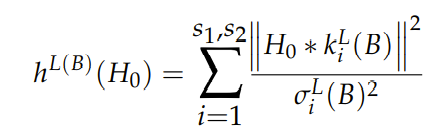 h^{L(B)}(H_0) = \sum_{i=1}^{s_1,s_2} \frac{\left\| H_0 * k_i^L(B) \right\|^2}{\sigma_i^L(B)^2}